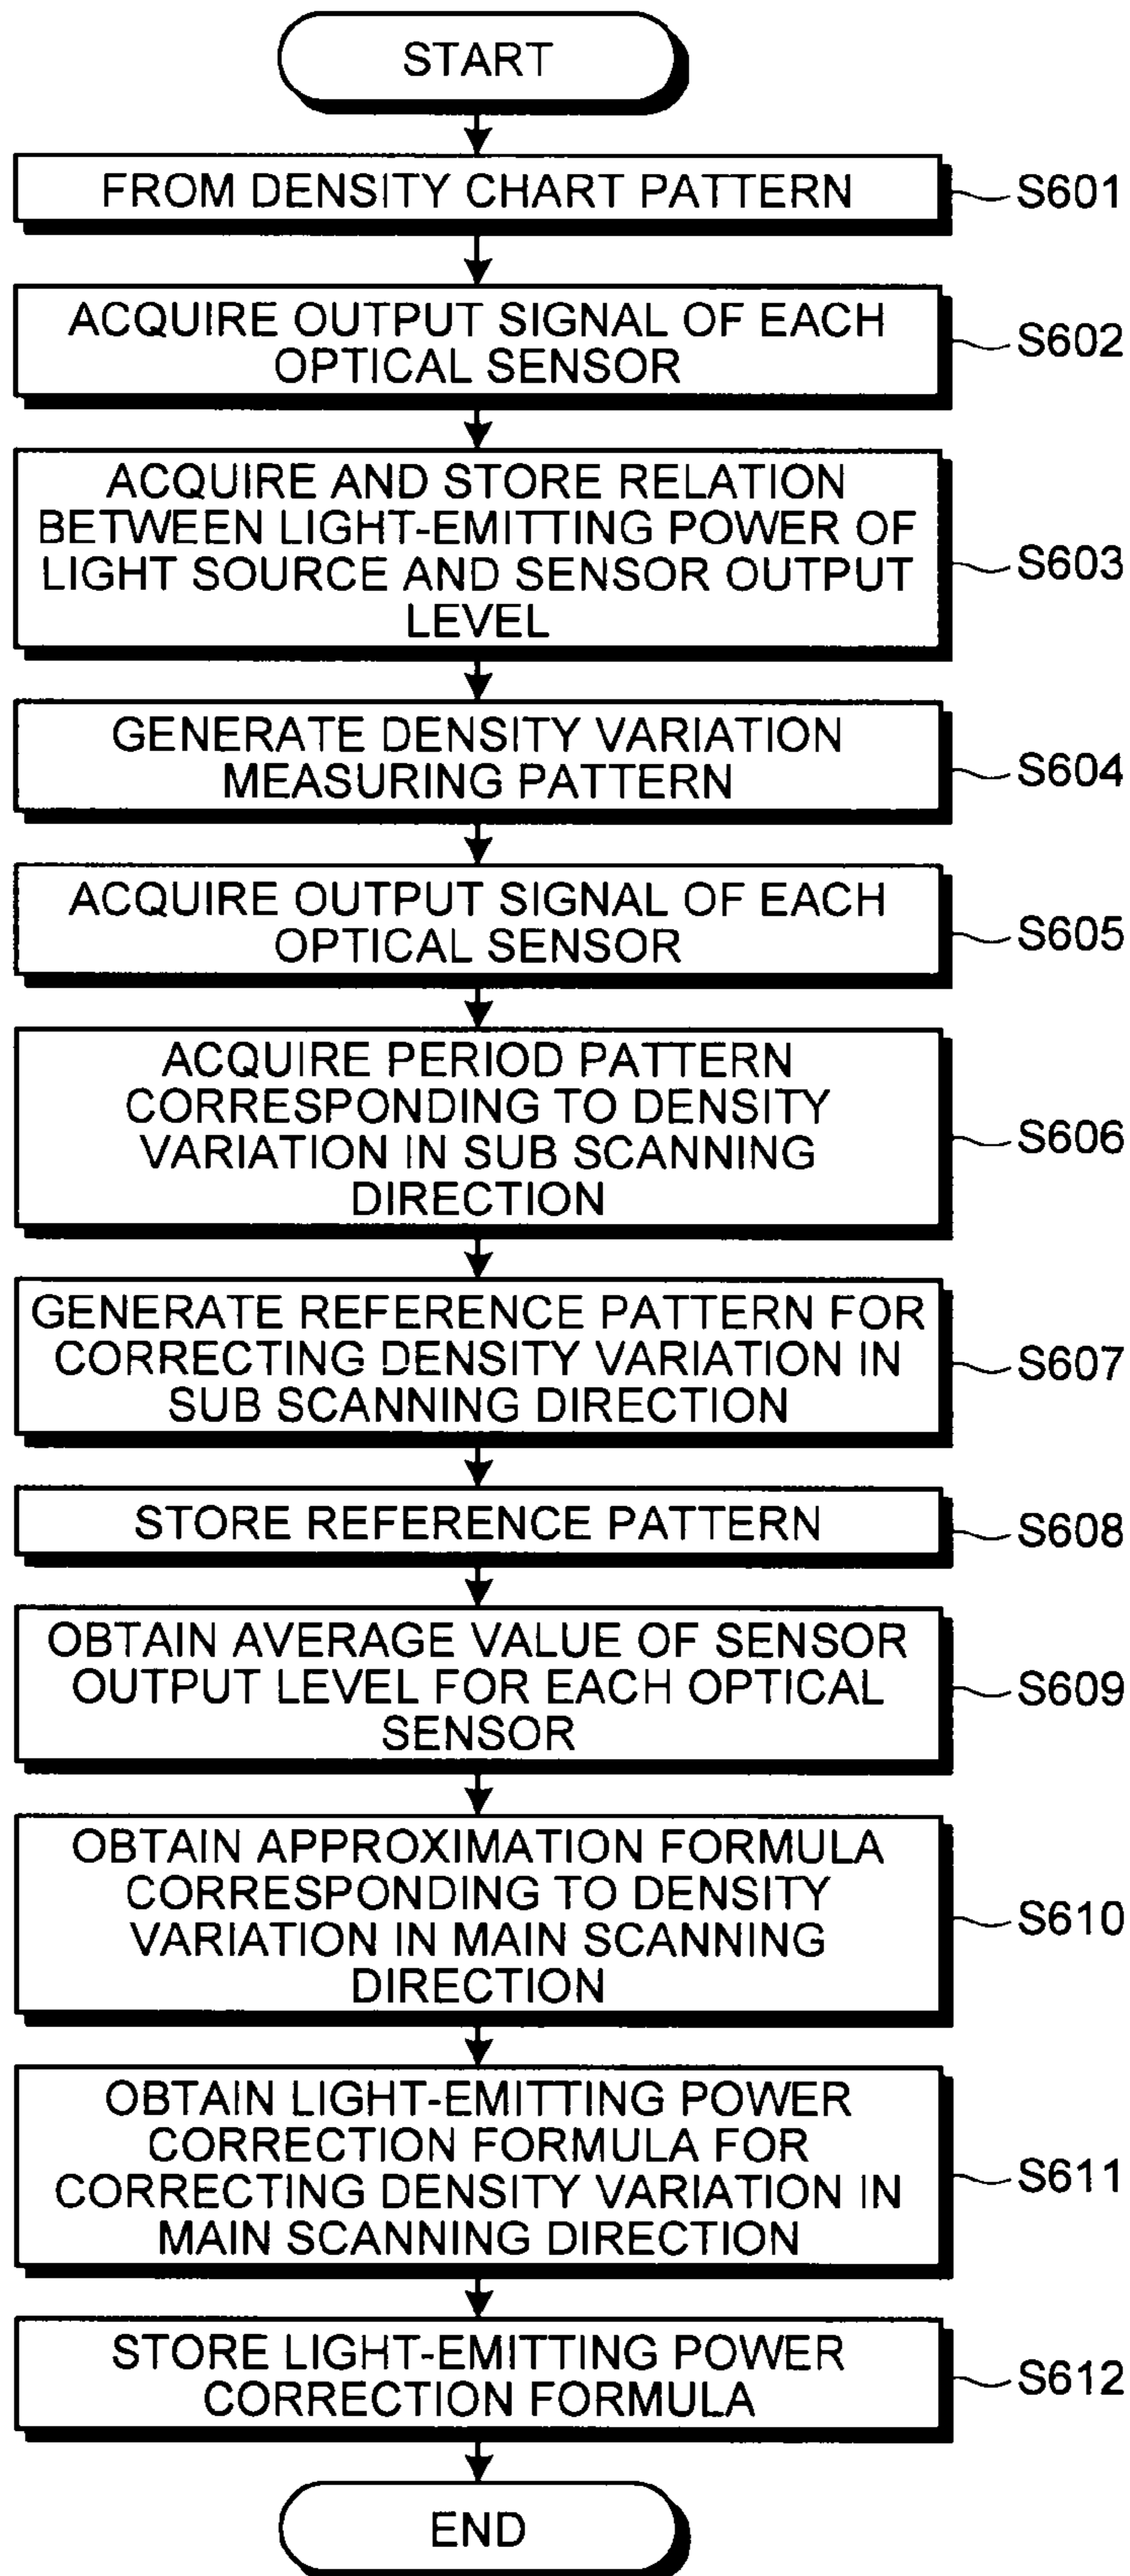 START
FROM DENSITY CHART PATTERN
S601
ACQUIRE OUTPUT SIGNAL OF EACH
OPTICAL SENSOR
S602
ACQUIRE AND STORE RELATION
BETWEEN LIGHT-EMITTING POWER OF
LIGHT SOURCE AND SENSOR OUTPUT
LEVEL
S603
GENERATE DENSITY VARIATION
MEASURING PATTERN
S604
ACQUIRE OUTPUT SIGNAL OF EACH
OPTICAL SENSOR
S605
ACQUIRE PERIOD PATTERN
CORRESPONDING TO DENSITY
VARIATION IN SUB SCANNING
DIRECTION
S606
GENERATE REFERENCE PATTERN FOR
CORRECTING DENSITY VARIATION IN
SUB SCANNING DIRECTION
S607
STORE REFERENCE PATTERN
S608
OBTAIN AVERAGE VALUE OF SENSOR
OUTPUT LEVEL FOR EACH OPTICAL
SENSOR
S609
OBTAIN APPROXIMATION FORMULA
CORRESPONDING TO DENSITY
VARIATION IN MAIN SCANNING
DIRECTION
S610
OBTAIN LIGHT-EMITTING POWER
CORRECTION FORMULA FOR
CORRECTING DENSITY VARIATION IN
MAIN SCANNING DIRECTION
S611
STORE LIGHT-EMITTING POWER
CORRECTION FORMULA
S612
END